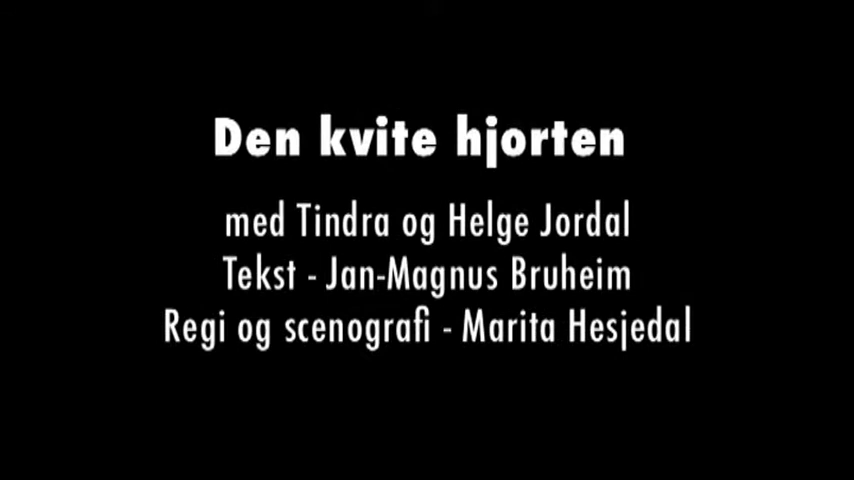 Den kvite hjorten
med Tindra og Helge Jordal
Tekst - Jan-Magnus Bruheim
Regi og scenografi - Marita Hesjedal